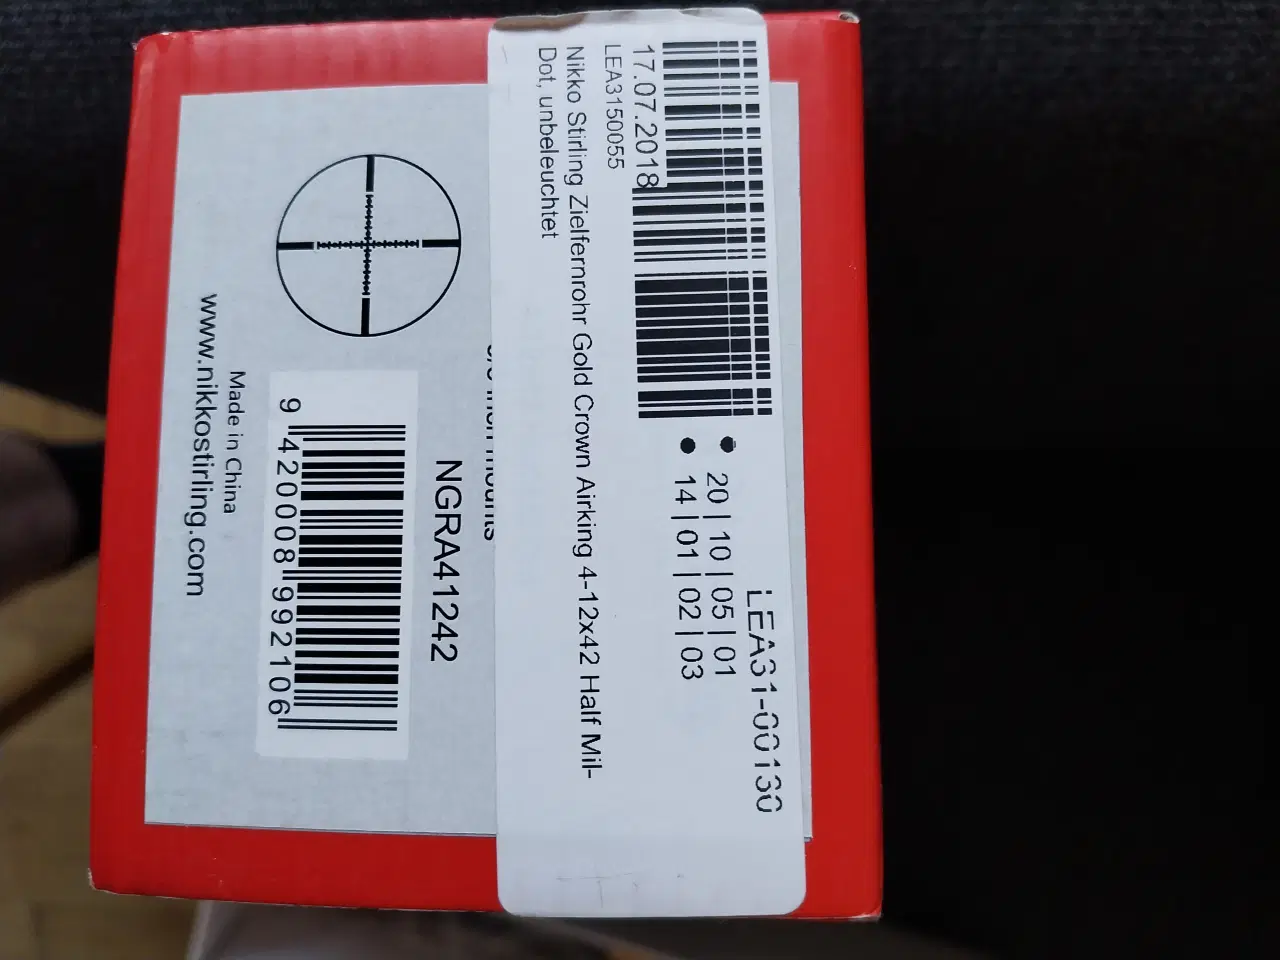 LEA31-00130
20 | 10 | 05 | 01
14 | 01 | 02 | 03
17.07.2018
LEA3150055
Nikko Stirling Zielfernrohr Gold Crown Airking 4-12x42 Half Mil-
Dot, unbeleuchtet
mounts
NGRA41242
9 420008 992106
Made in China
www.nikkostirling.com